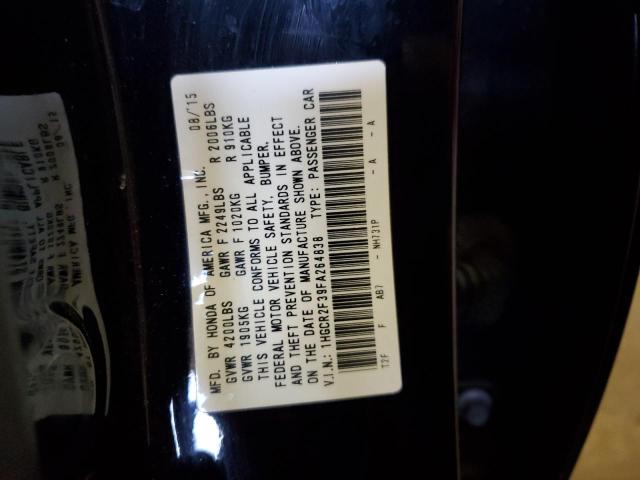 MFD. BY HONDA OF AMERICA MFG., INC. 08/'15
GVWR 4200LBS GAWR F 2249LBS R 2006LBS
GVWR 1905KG GAWR F 1020KG R 910KG
THIS VEHICLE CONFORMS TO ALL APPLICABLE
FEDERAL MOTOR VEHICLE SAFETY, BUMPER,
AND THEFT PREVENTION STANDARDS IN EFFECT
ON THE DATE OF MANUFACTURE SHOWN ABOVE.
V.I.N.: 1HGCR2F39FA264838 TYPE: PASSENGER CAR
T2F F AB7 - NH731P - A - A